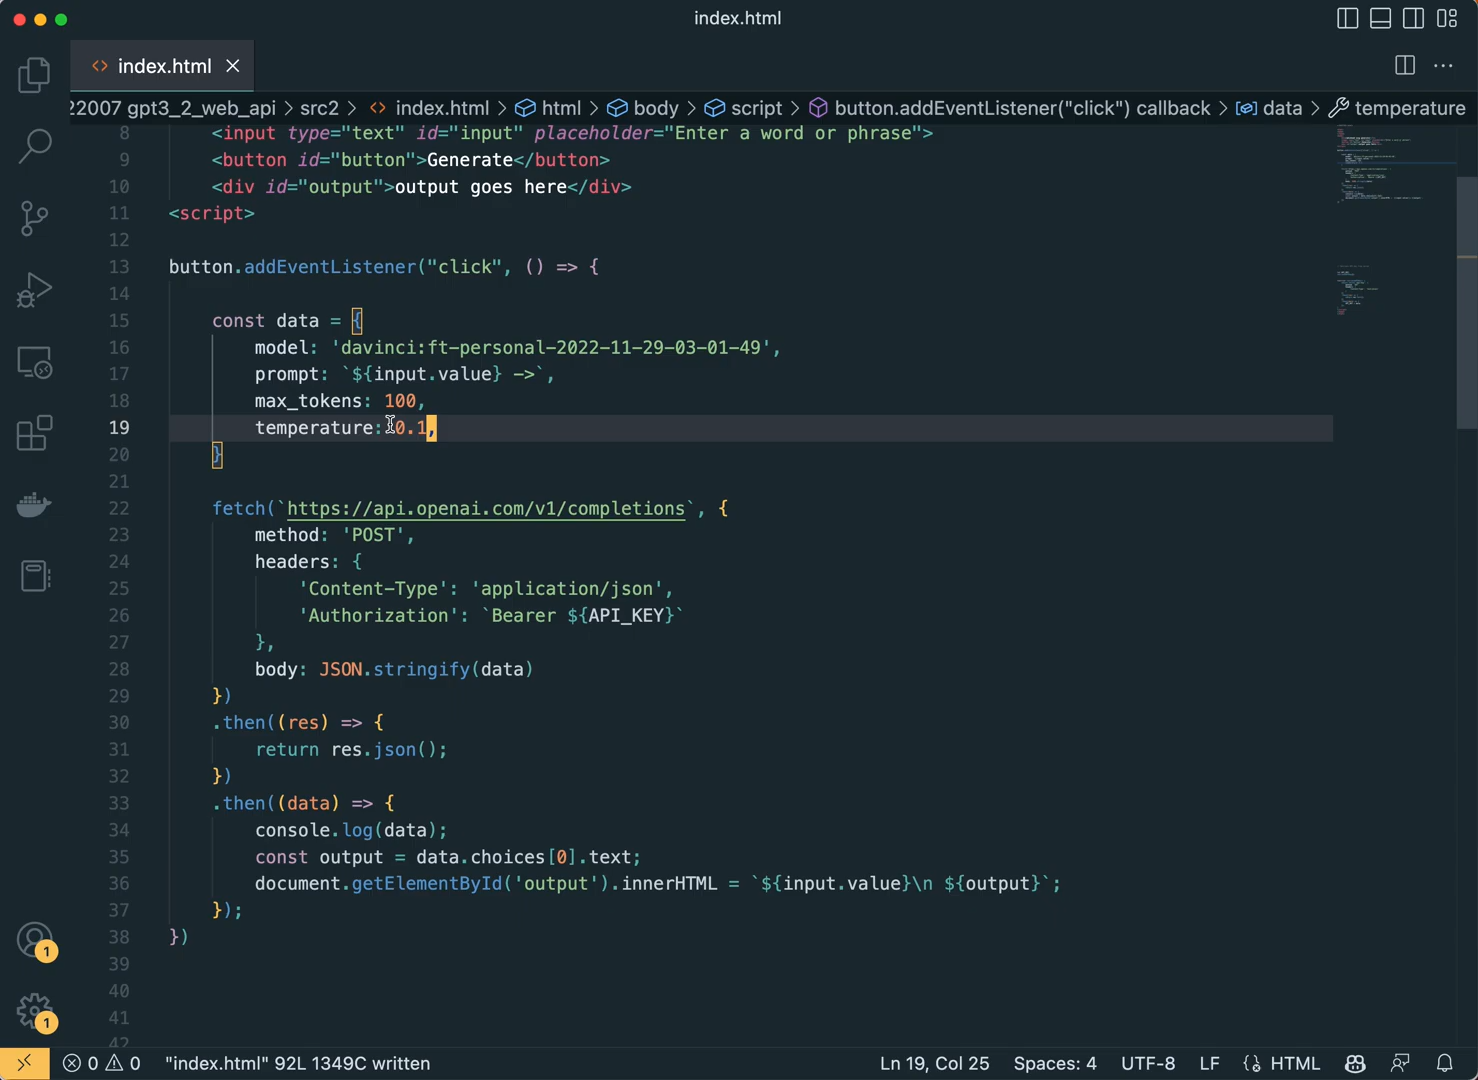 index.html
<> index.html ×
22007 gpt3_2_web_api > src2 > <> index.html > html > body > script > button.addEventListener("click") callback > data > temperature
8 <input type="text" id="input" placeholder="Enter a word or phrase">
9 <button id="button">Generate</button>
10 <div id="output">output goes here</div>
11 <script>
12
13 button.addEventListener("click", () => {
14
15 const data = {
16 model: 'davinci:ft-personal-2022-11-29-03-01-49',
17 prompt: `${input.value} ->`,
18 max_tokens: 100,
19 temperature: 0.1,
20 }
21
22 fetch(`https://api.openai.com/v1/completions`, {
23 method: 'POST',
24 headers: {
25 'Content-Type': 'application/json',
26 'Authorization': `Bearer ${API_KEY}`
27 },
28 body: JSON.stringify(data)
29 })
30 .then((res) => {
31 return res.json();
32 })
33 .then((data) => {
34 console.log(data);
35 const output = data.choices[0].text;
36 document.getElementById('output').innerHTML = `${input.value}\n ${output}`;
37 });
38 })
39
40
41
42
1
1
0 0 "index.html" 92L 1349C written Ln 19, Col 25 Spaces: 4 UTF-8 LF HTML